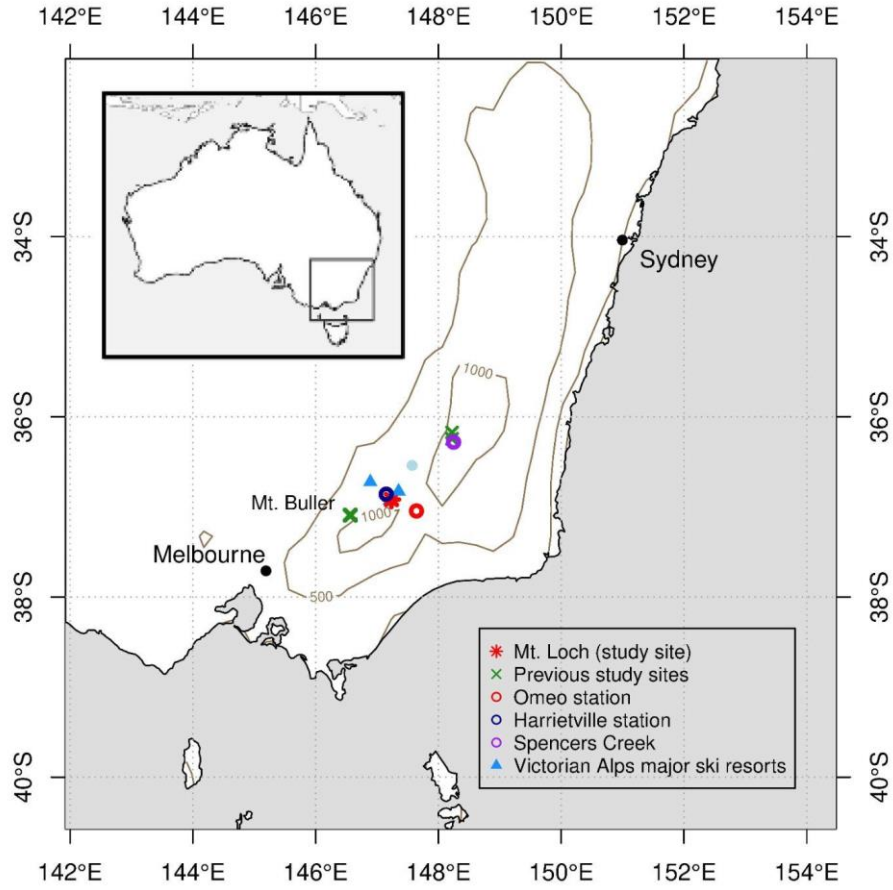 142°E 144°E 146°E 148°E 150°E 152°E 154°E
34°S
Sydney
36°S
1000
Mt. Buller
1000
Melbourne
500
38°S
Mt. Loch (study site)
Previous study sites
Omeo station
Harrietville station
Spencers Creek
Victorian Alps major ski resorts
40°S
34°S
36°S
38°S
40°S
142°E 144°E 146°E 148°E 150°E 152°E 154°E